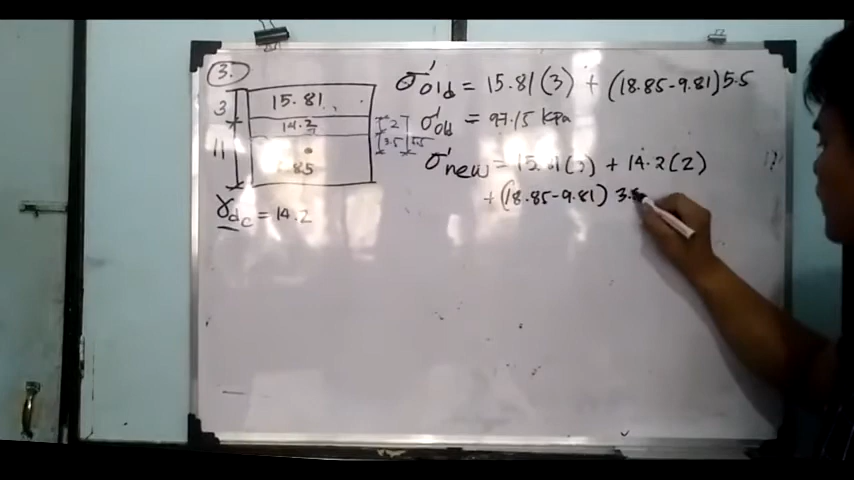 3.
σ'old = 15.81(3) + (18.85-9.81)5.5
σ'old = 97.15 kPa
σ'new = 15.81(3) + 14.2(2)
+(18.85-9.81) 3.5
3
15.81
14.2
2
3.5
5.5
11
γdc = 14.2